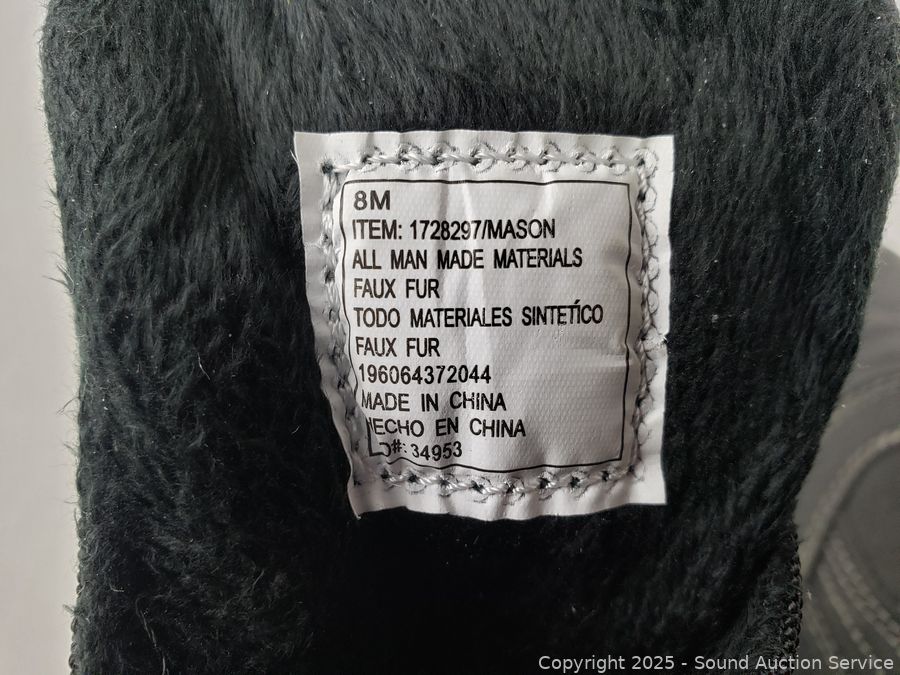 8M
ITEM: 1728297/MASON
ALL MAN MADE MATERIALS
FAUX FUR
TODO MATERIALES SINTETÍCO
FAUX FUR
196064372044
MADE IN CHINA
HECHO EN CHINA
34953
Copyright 2025 - Sound Auction Service